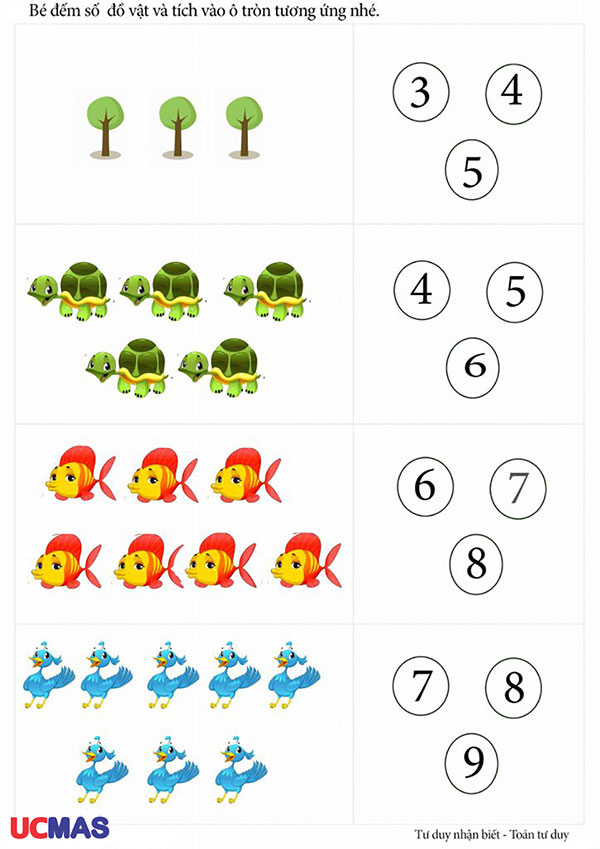 Bé đếm số đồ vật và tích vào ô tròn tương ứng nhé.
3 4
5
4 5
6
6 7
8
7 8
9
UCMAS
Tư duy nhận biết - Toán tư duy